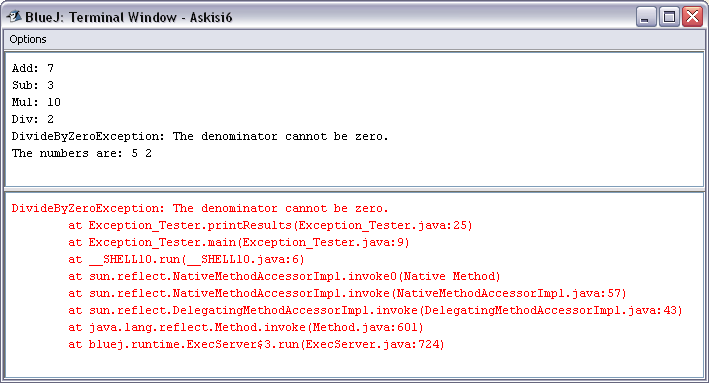 BlueJ: Terminal Window - Askisi6
Options
Add: 7
Sub: 3
Mul: 10
Div: 2
DivideByZeroException: The denominator cannot be zero.
The numbers are: 5 2
DivideByZeroException: The denominator cannot be zero.
at Exception_Tester.printResults(Exception_Tester.java:25)
at Exception_Tester.main(Exception_Tester.java:9)
at __SHELL10.run(__SHELL10.java:6)
at sun.reflect.NativeMethodAccessorImpl.invoke0(Native Method)
at sun.reflect.NativeMethodAccessorImpl.invoke(NativeMethodAccessorImpl.java:57)
at sun.reflect.DelegatingMethodAccessorImpl.invoke(DelegatingMethodAccessorImpl.java:43)
at java.lang.reflect.Method.invoke(Method.java:601)
at bluej.runtime.ExecServer$3.run(ExecServer.java:724)